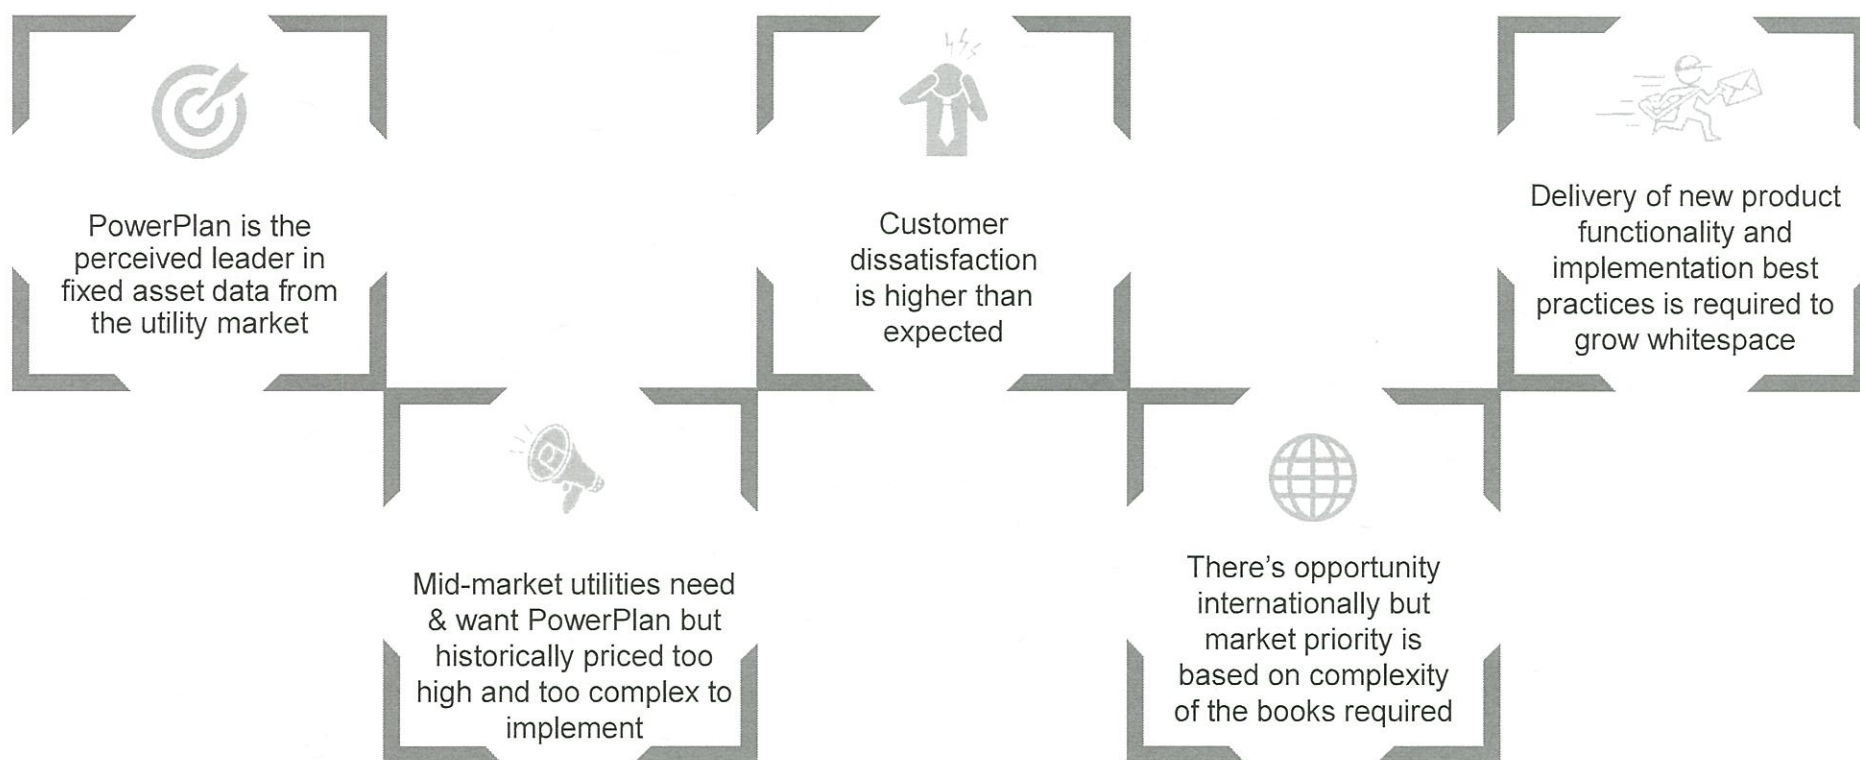 PowerPlan is the
perceived leader in
fixed asset data from
the utility market
Mid-market utilities need
& want PowerPlan but
historically priced too
high and too complex to
implement
Customer
dissatisfaction
is higher than
expected
There's opportunity
internationally but
market priority is
based on complexity
of the books required
Delivery of new product
functionality and
implementation best
practices is required to
grow whitespace